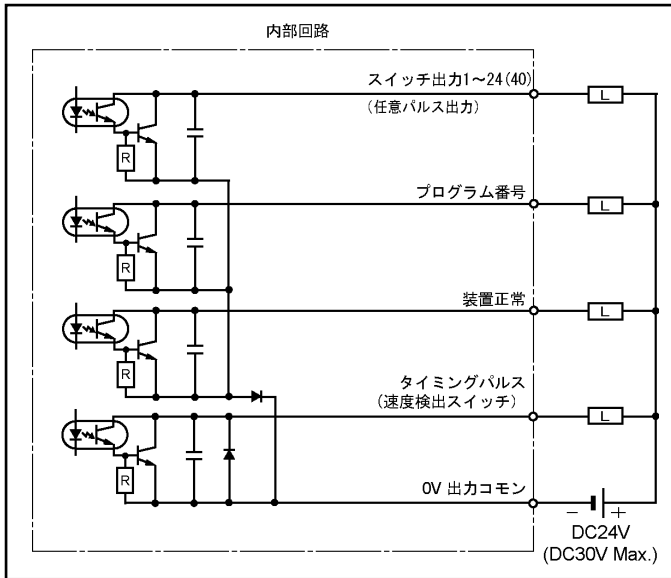 内部回路
スイッチ出力1～24(40)
(任意パルス出力)
L
R
プログラム番号
L
R
装置正常
L
R
タイミングパルス
(速度検出スイッチ)
L
R
0V 出力コモン
− +
DC24V
(DC30V Max.)